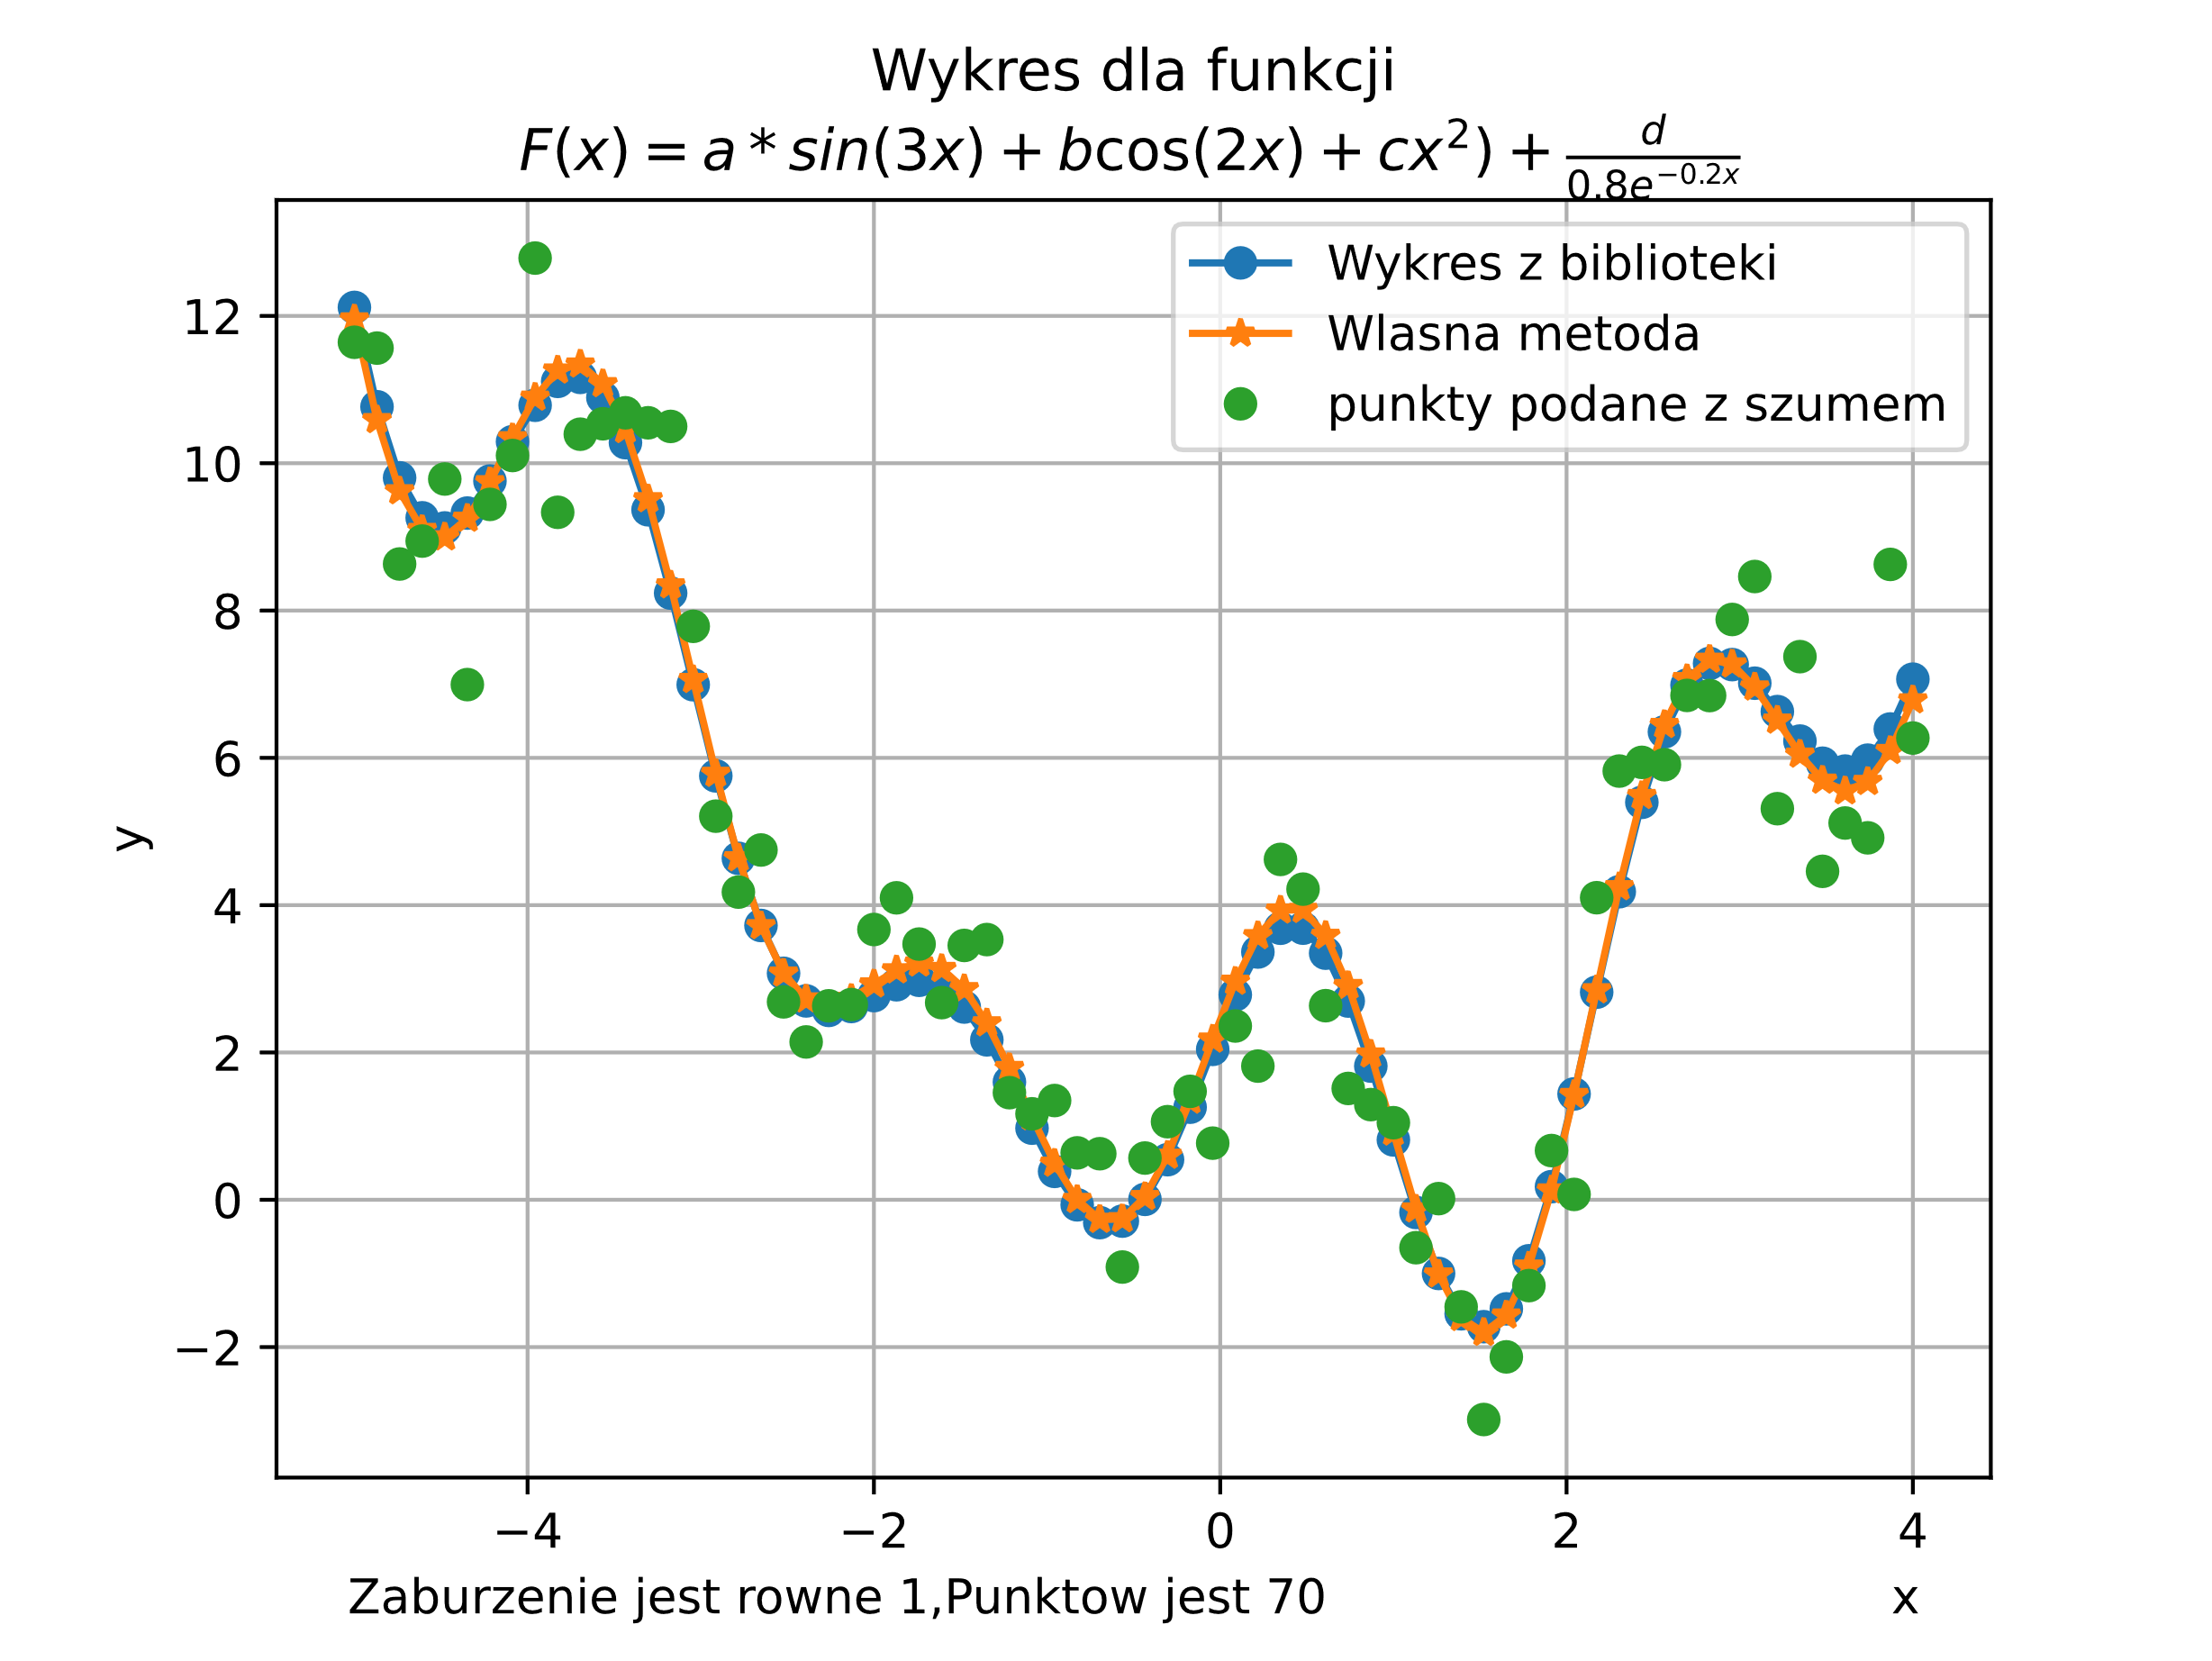 Wykres dla funkcji
F(x) = a * sin(3x) + bcos(2x) + cx²) + d / 0.8e^{−0.2x}
Wykres z biblioteki
Wlasna metoda
punkty podane z szumem
12
10
8
6
4
2
0
−2
y
−4 −2 0 2 4
Zaburzenie jest rowne 1,Punktow jest 70 x